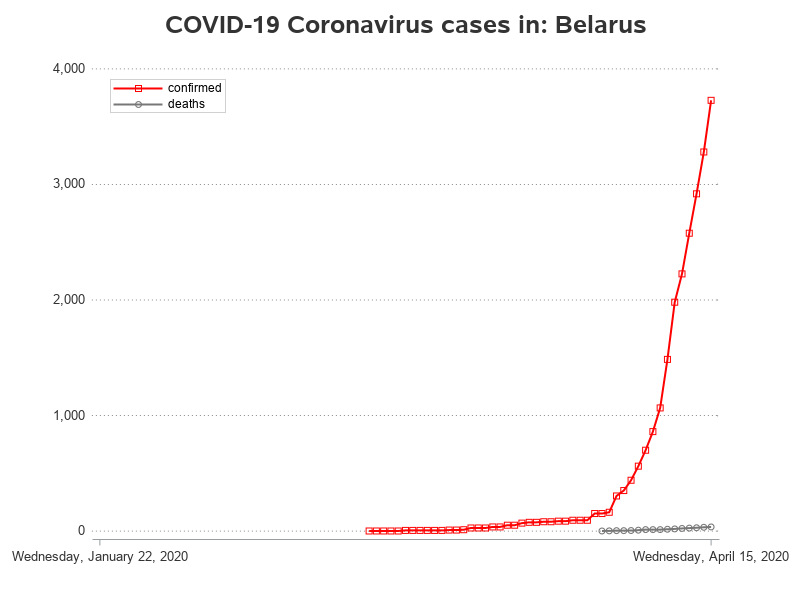 COVID-19 Coronavirus cases in: Belarus
4,000
confirmed
deaths
3,000
2,000
1,000
0
Wednesday, January 22, 2020
Wednesday, April 15, 2020